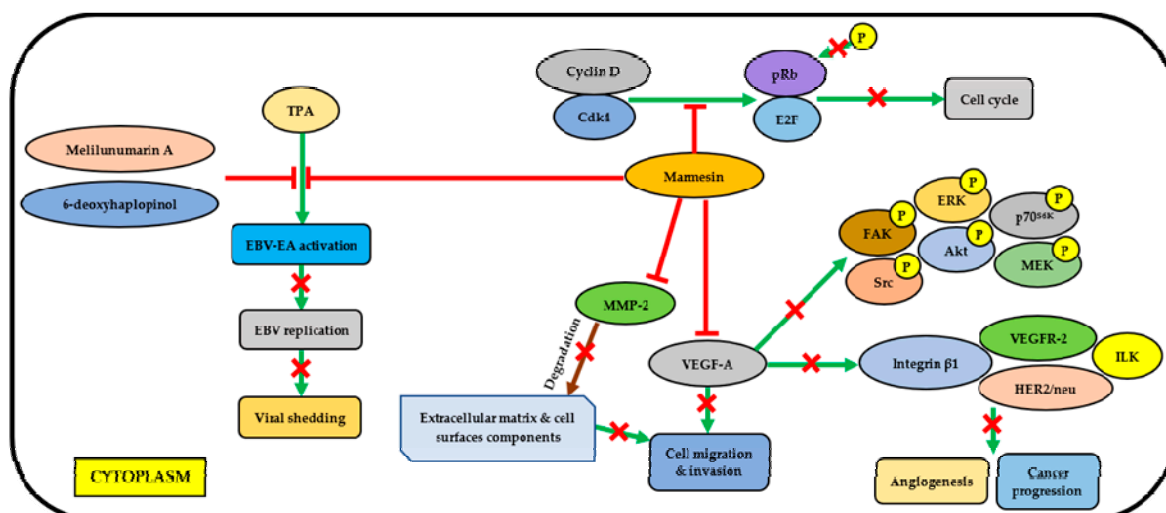 P
Cyclin D
pRb
TPA
Cdk4
E2F
Cell cycle
Melilunumarin A
Marmesin
6-deoxyhaplopinol
ERK
P
P
p70S6K
P
FAK
P
Akt
P
EBV-EA activation
MEK
P
Src
P
MMP-2
EBV replication
Degradation
VEGFR-2
VEGF-A
Integrin β1
ILK
HER2/neu
Viral shedding
Extracellular matrix & cell
surfaces components
Cell migration
& invasion
CYTOPLASM
Angiogenesis
Cancer
progression